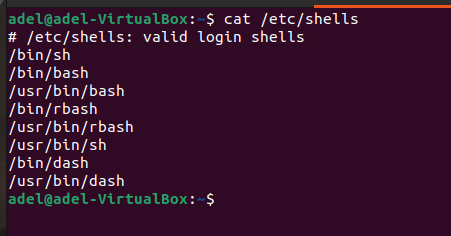 adel@adel-VirtualBox:~$ cat /etc/shells
# /etc/shells: valid login shells
/bin/sh
/bin/bash
/usr/bin/bash
/bin/rbash
/usr/bin/rbash
/usr/bin/sh
/bin/dash
/usr/bin/dash
adel@adel-VirtualBox:~$